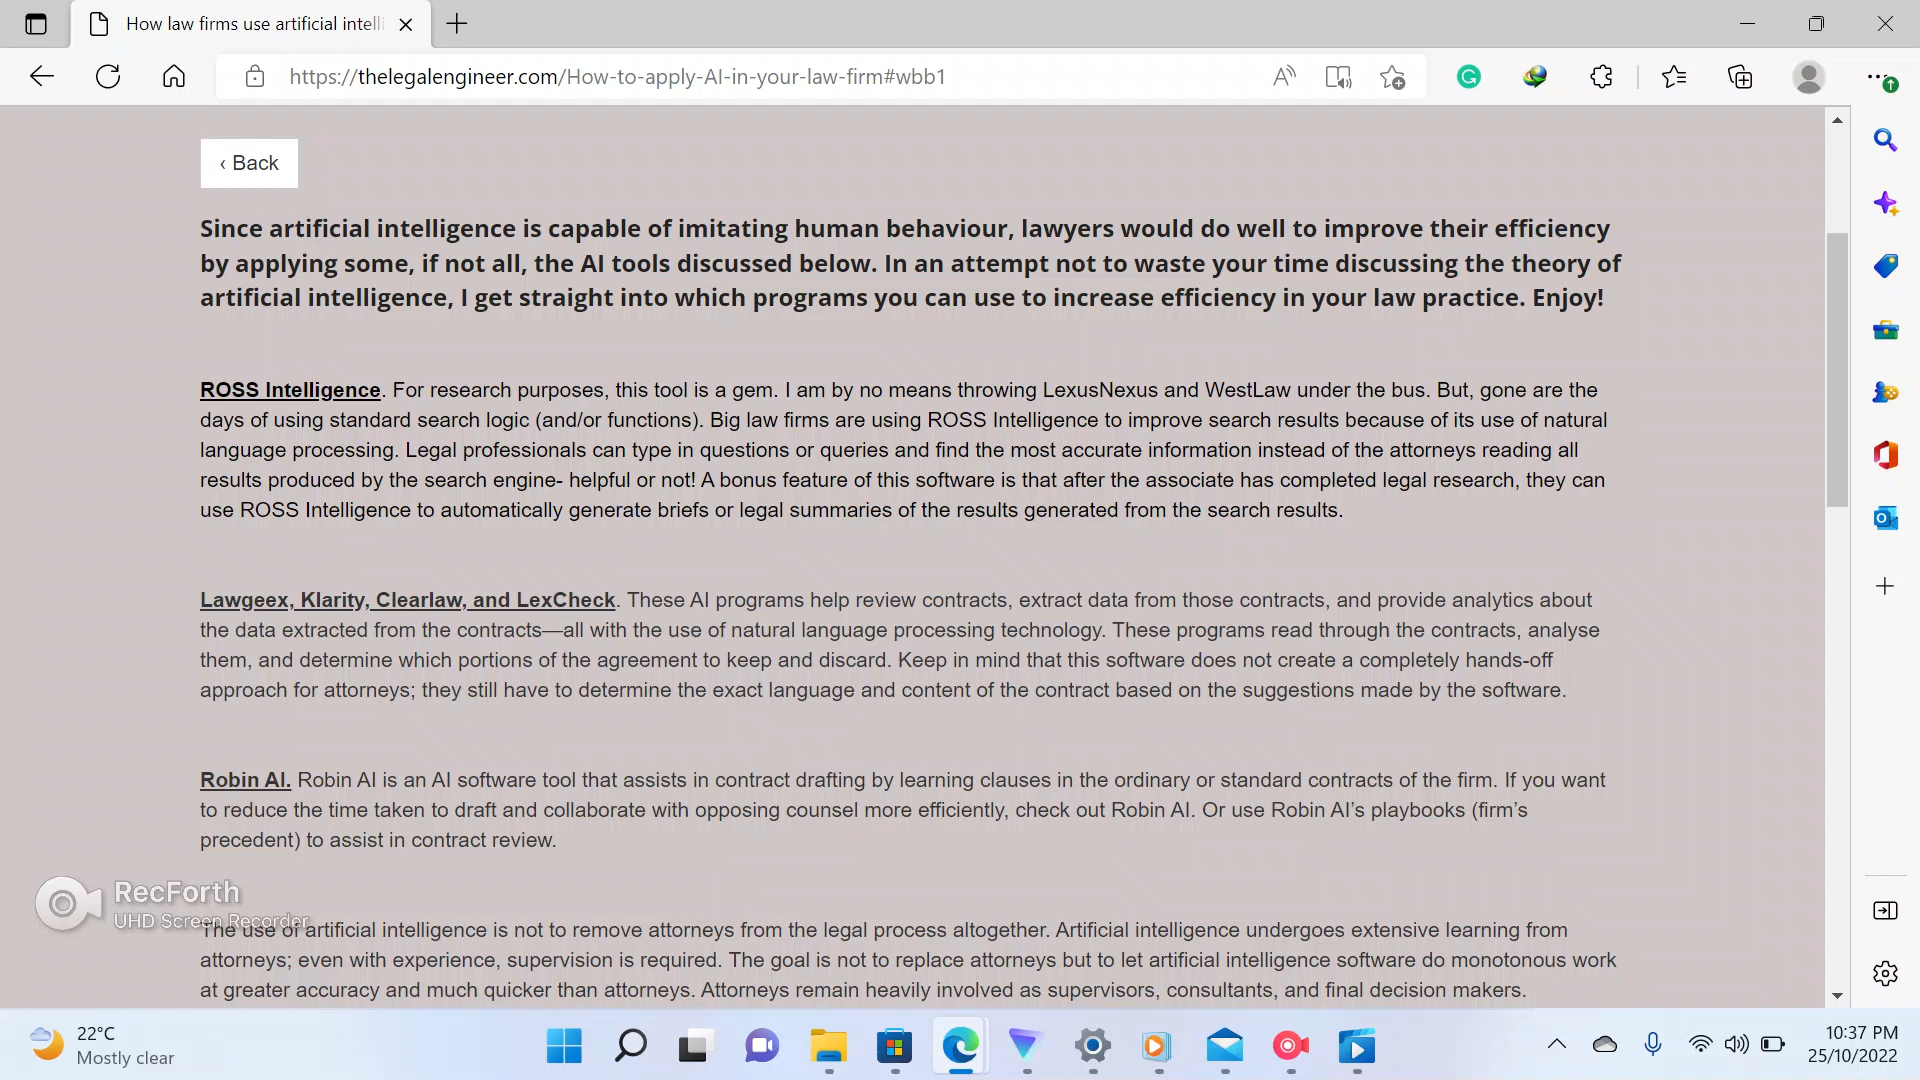 How law firms use artificial intelli
https://thelegalengineer.com/How-to-apply-AI-in-your-law-firm#wbb1
‹ Back
Since artificial intelligence is capable of imitating human behaviour, lawyers would do well to improve their efficiency
by applying some, if not all, the AI tools discussed below. In an attempt not to waste your time discussing the theory of
artificial intelligence, I get straight into which programs you can use to increase efficiency in your law practice. Enjoy!
ROSS Intelligence. For research purposes, this tool is a gem. I am by no means throwing LexusNexus and WestLaw under the bus. But, gone are the
days of using standard search logic (and/or functions). Big law firms are using ROSS Intelligence to improve search results because of its use of natural
language processing. Legal professionals can type in questions or queries and find the most accurate information instead of the attorneys reading all
results produced by the search engine- helpful or not! A bonus feature of this software is that after the associate has completed legal research, they can
use ROSS Intelligence to automatically generate briefs or legal summaries of the results generated from the search results.
Lawgeex, Klarity, Clearlaw, and LexCheck. These AI programs help review contracts, extract data from those contracts, and provide analytics about
the data extracted from the contracts—all with the use of natural language processing technology. These programs read through the contracts, analyse
them, and determine which portions of the agreement to keep and discard. Keep in mind that this software does not create a completely hands-off
approach for attorneys; they still have to determine the exact language and content of the contract based on the suggestions made by the software.
Robin AI. Robin AI is an AI software tool that assists in contract drafting by learning clauses in the ordinary or standard contracts of the firm. If you want
to reduce the time taken to draft and collaborate with opposing counsel more efficiently, check out Robin AI. Or use Robin AI’s playbooks (firm’s
precedent) to assist in contract review.
RecForth
UHD Screen Recorder
The use of artificial intelligence is not to remove attorneys from the legal process altogether. Artificial intelligence undergoes extensive learning from
attorneys; even with experience, supervision is required. The goal is not to replace attorneys but to let artificial intelligence software do monotonous work
at greater accuracy and much quicker than attorneys. Attorneys remain heavily involved as supervisors, consultants, and final decision makers.
22°C
Mostly clear
10:37 PM
25/10/2022